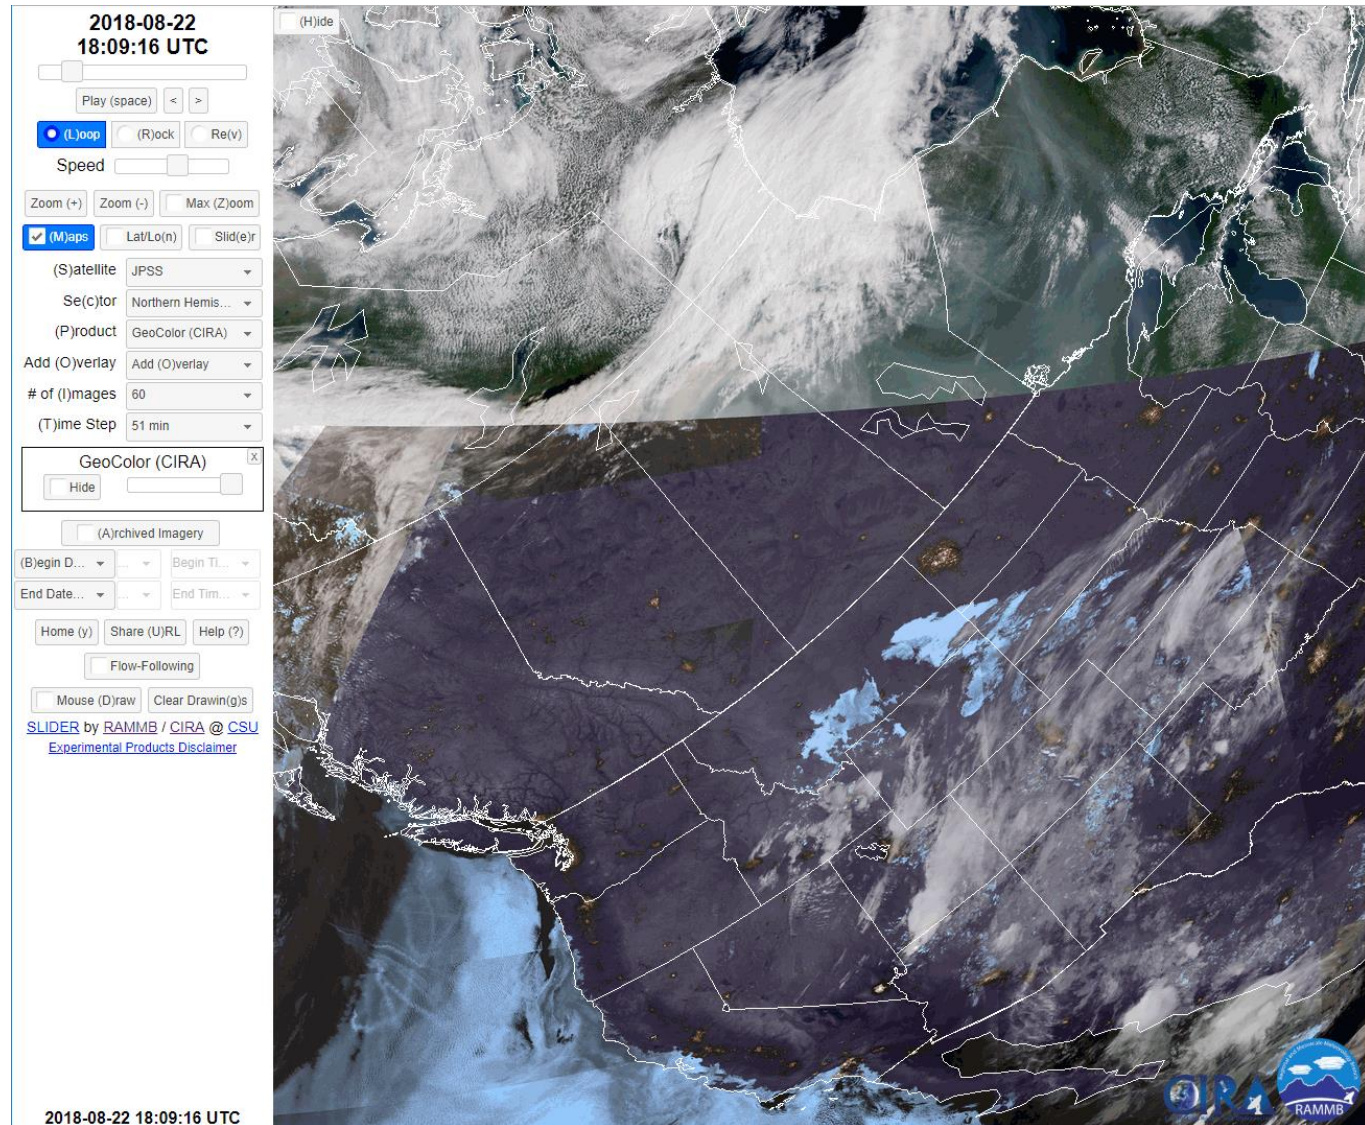 2018-08-22
18:09:16 UTC
(H)ide
Play (space) < >
(L)oop (R)ock Re(v)
Speed
Zoom (+) Zoom (-) Max (Z)oom
(M)aps Lat/Lo(n) Slid(e)r
(S)atellite JPSS
Se(c)tor Northern Hemis...
(P)roduct GeoColor (CIRA)
Add (O)verlay Add (O)verlay
# of (I)mages 60
(T)ime Step 51 min
GeoColor (CIRA) X
Hide
(A)rchived Imagery
(B)egin D... ... Begin Ti...
End Date... ... End Tim...
Home (y) Share (U)RL Help (?)
Flow-Following
Mouse (D)raw Clear Drawin(g)s
SLIDER by RAMMB / CIRA @ CSU
Experimental Products Disclaimer
2018-08-22 18:09:16 UTC
CIRA
RAMMB